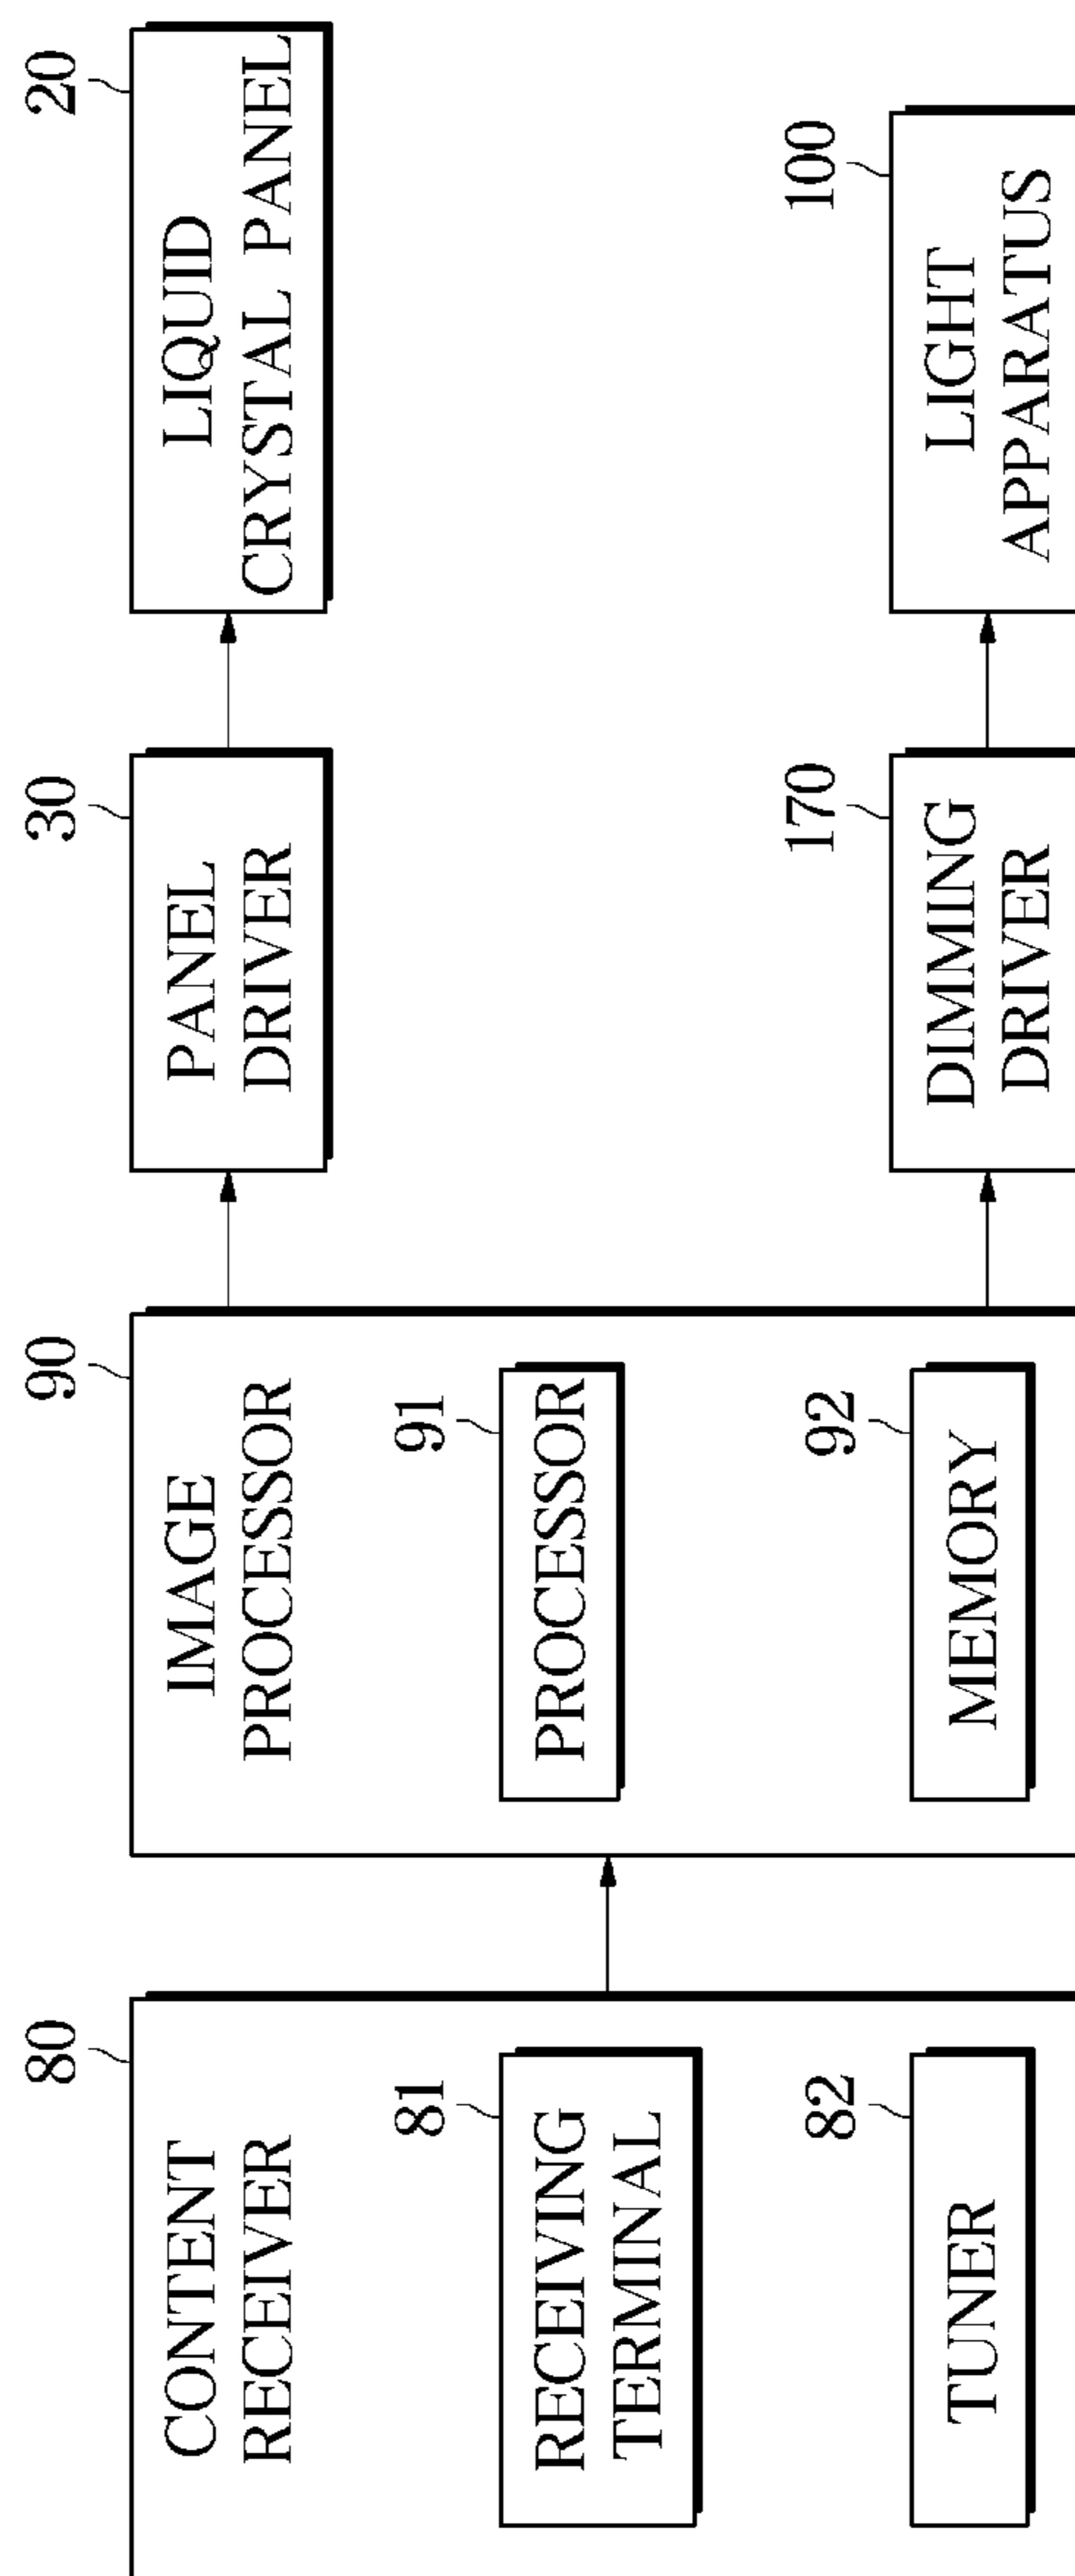 80
CONTENT
RECEIVER
81
RECEIVING
TERMINAL
82
TUNER
90
IMAGE
PROCESSOR
91
PROCESSOR
92
MEMORY
30
PANEL
DRIVER
20
LIQUID
CRYSTAL PANEL
170
DIMMING
DRIVER
100
LIGHT
APPARATUS